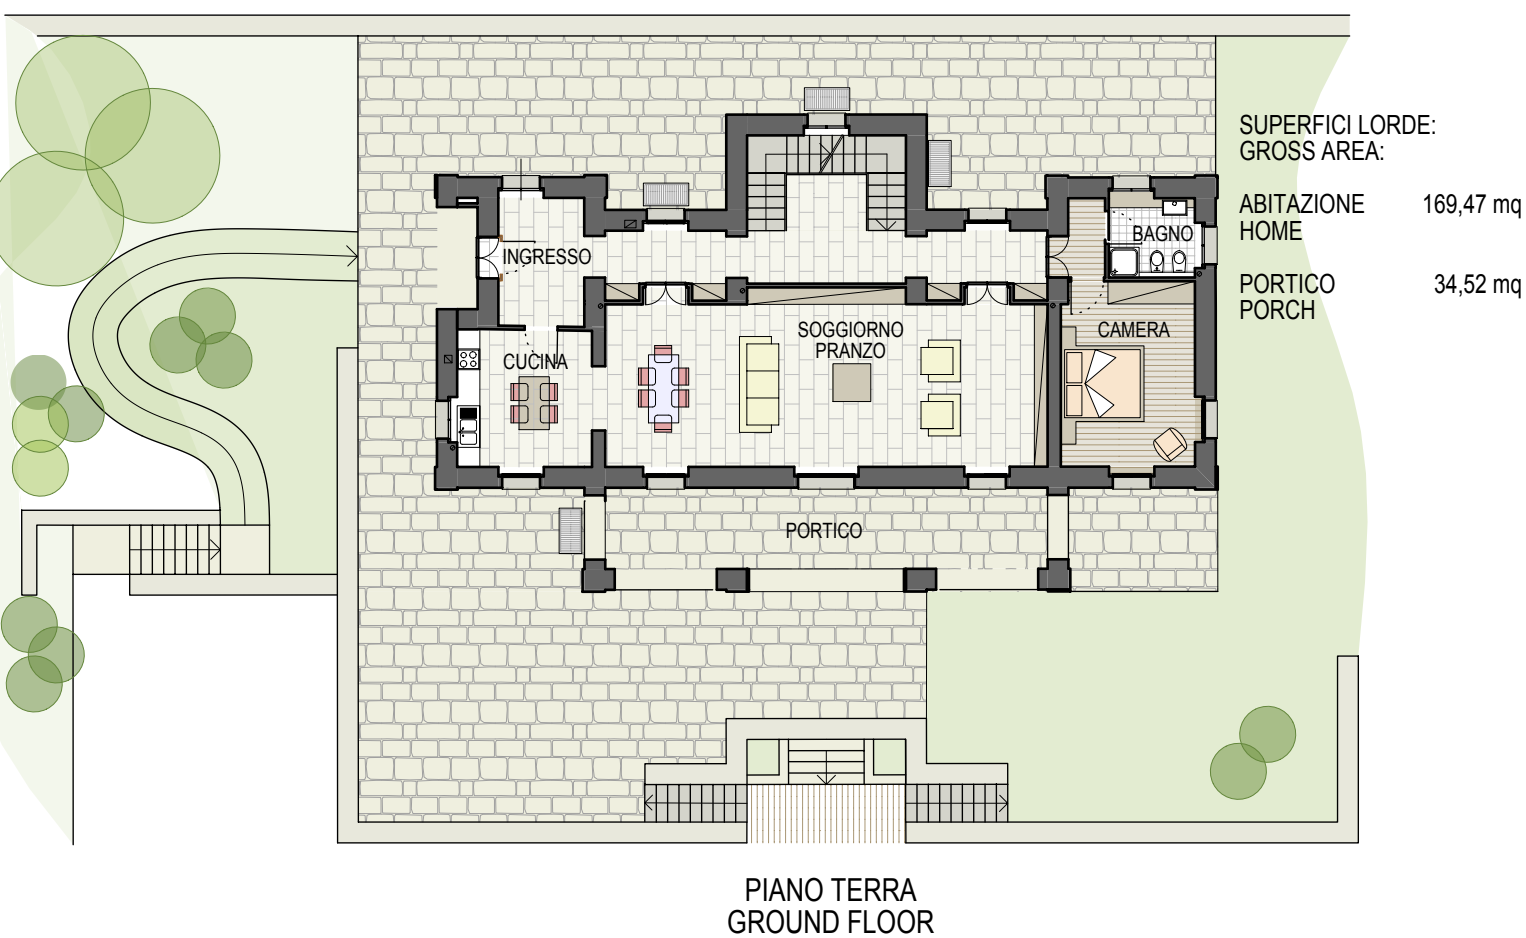 SUPERFICI LORDE:
GROSS AREA:
ABITAZIONE 169,47 mq
HOME
PORTICO 34,52 mq
PORCH
BAGNO
INGRESSO
SOGGIORNO
PRANZO
CAMERA
CUCINA
PORTICO
PIANO TERRA
GROUND FLOOR